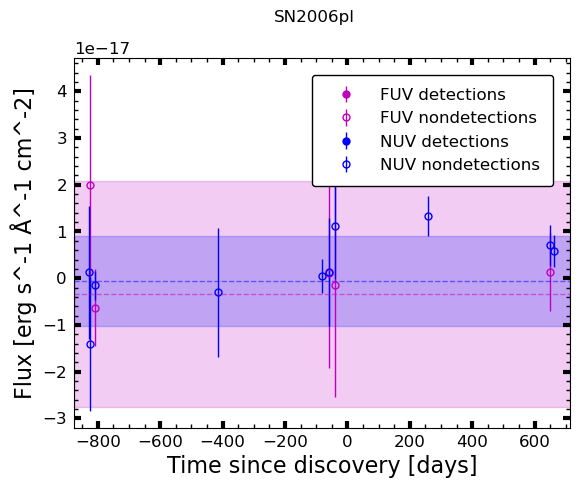 SN2006pl
1e−17
FUV detections
FUV nondetections
NUV detections
NUV nondetections
4
3
2
1
0
−1
−2
−3
Flux [erg s^-1 Å^-1 cm^-2]
−800 −600 −400 −200 0 200 400 600
Time since discovery [days]